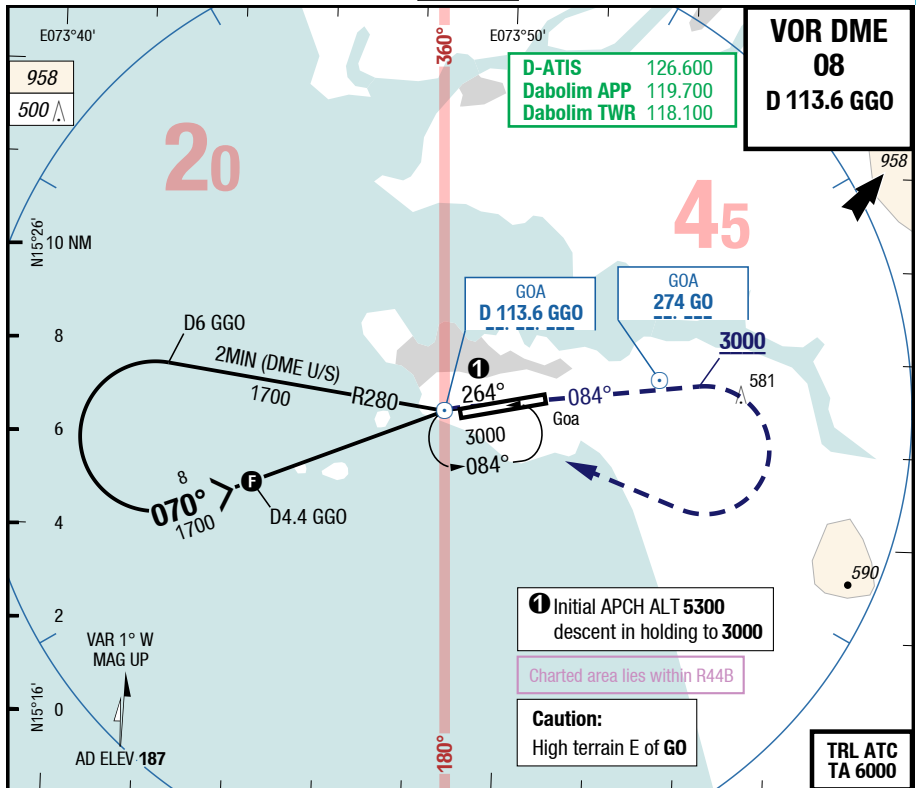 E073°40'
E073°50'
VOR DME
08
D 113.6 GGO
D-ATIS 126.600
Dabolim APP 119.700
Dabolim TWR 118.100
958
500
360°
20
45
958
N15°26'
10 NM
GOA
D 113.6 GGO
GOA
274 GO
D6 GGO
8
2MIN (DME U/S)
1700
R280
1
264°
084°
3000
581
Goa
3000
084°
6
8
070°
1700
F
D4.4 GGO
4
590
2
1 Initial APCH ALT 5300
descent in holding to 3000
VAR 1° W
MAG UP
Charted area lies within R44B
N15°16'
0
Caution:
High terrain E of GO
180°
AD ELEV 187
TRL ATC
TA 6000